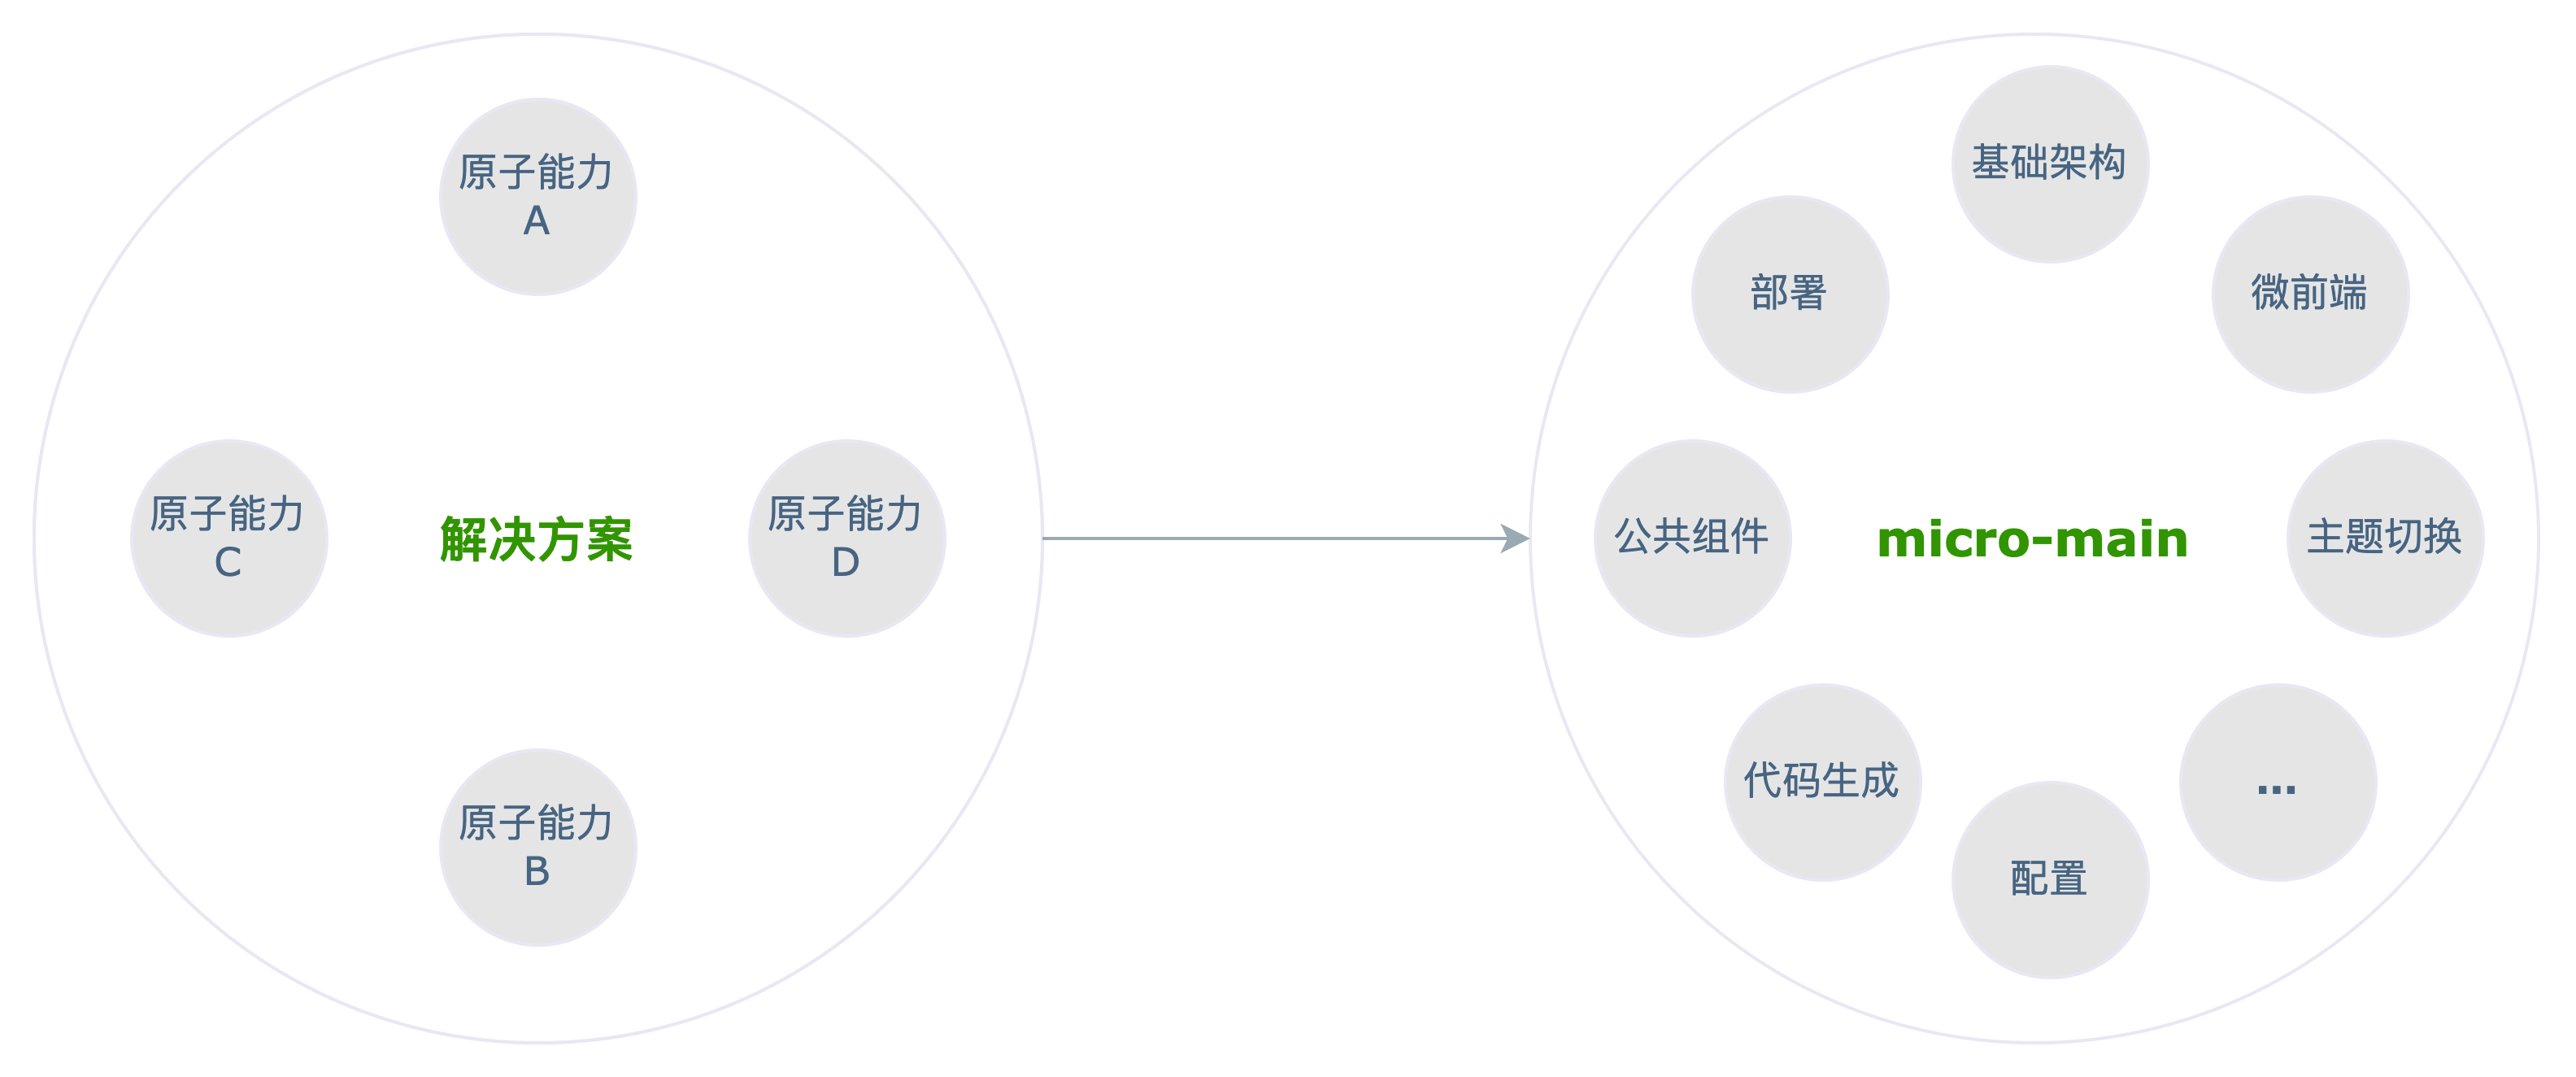 原子能力
A
原子能力
C
解决方案
原子能力
D
原子能力
B
基础架构
部署
微前端
公共组件
micro-main
主题切换
代码生成
...
配置